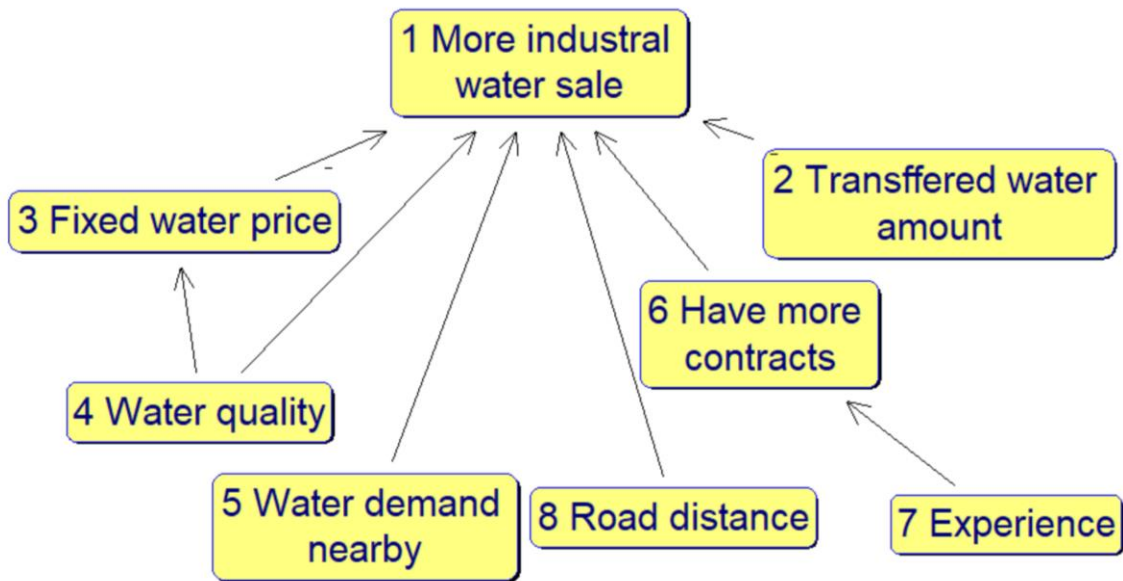 1 More industral
water sale
2 Transffered water
amount
3 Fixed water price
6 Have more
contracts
4 Water quality
5 Water demand
nearby
8 Road distance
7 Experience